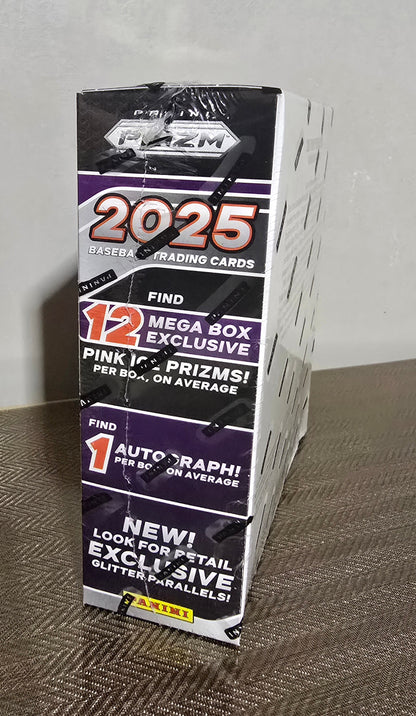 PANINI
PRIZM
2025
BASEBALL TRADING CARDS
FIND
12 MEGA BOX
EXCLUSIVE
PINK ICE PRIZMS!
PER BOX, ON AVERAGE
FIND
1 AUTOGRAPH!
PER BOX, ON AVERAGE
NEW!
LOOK FOR RETAIL
EXCLUSIVE
GLITTER PARALLELS!
PANINI